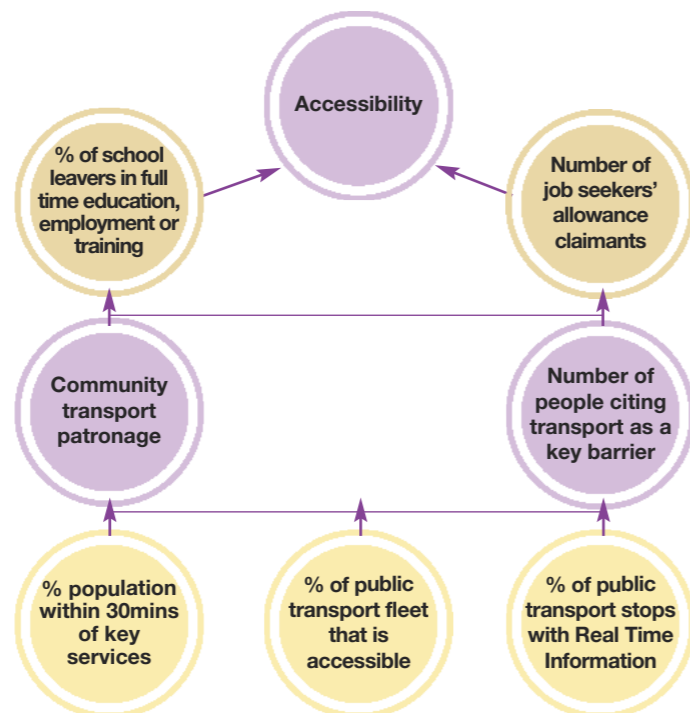 Accessibility
% of school
leavers in full
time education,
employment or
training
Number of
job seekers’
allowance
claimants
Community
transport
patronage
Number of
people citing
transport as a
key barrier
% population
within 30mins
of key
services
% of public
transport fleet
that is
accessible
% of public
transport stops
with Real Time
Information